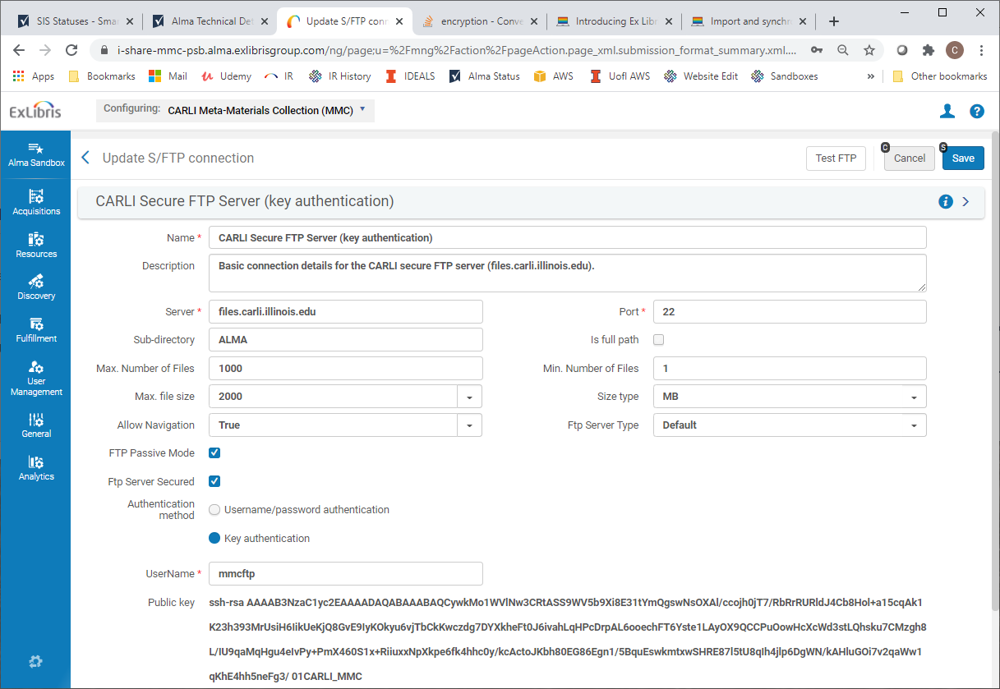 SIS Statuses - Sma
Alma Technical De
Update S/FTP conn
encryption - Conve
Introducing Ex Lib
Import and synchr
i-share-mmc-psb.alma.exlibrisgroup.com/ng/page;u=%2Fmng%2Faction%2FpageAction.page_xml.submission_format_summary.xml....
C
Apps
Bookmarks
Mail
Udemy
IR
IR History
IDEALS
Alma Status
AWS
UofI AWS
Website Edit
Sandboxes
»
Other bookmarks
ExLibris
Configuring: CARLI Meta-Materials Collection (MMC)
Alma Sandbox
Acquisitions
Resources
Discovery
Fulfillment
User
Management
General
Analytics
Update S/FTP connection
Test FTP
C
Cancel
S
Save
CARLI Secure FTP Server (key authentication)
Name * CARLI Secure FTP Server (key authentication)
Description Basic connection details for the CARLI secure FTP server (files.carli.illinois.edu).
Server * files.carli.illinois.edu Port * 22
Sub-directory ALMA Is full path
Max. Number of Files 1000 Min. Number of Files 1
Max. file size 2000 Size type MB
Allow Navigation True Ftp Server Type Default
FTP Passive Mode
Ftp Server Secured
Authentication
method
Username/password authentication
Key authentication
UserName * mmcftp
Public key ssh-rsa AAAAB3NzaC1yc2EAAAADAQABAAABAQCywkMo1WVlNw3CRtASS9WV5b9Xi8E31tYmQgswNsOXAl/ccojh0jT7/RbRrRURldJ4Cb8Hol+a15cqAk1
K23h393MrUsiH6IikUeKjQ8GvE9IyKOkyu6vjTbCkKwczdg7DYXkheFt0J6ivahLqHPcDrpAL6ooechFT6Yste1LAyOX9QCCPuOowHcXcWd3stLQhsku7CMzgh8
L/IU9qaMqHgu4eIvPy+PmX460S1x+RiiuxxNpXkpe6fk4hhc0y/kcActoJKbh80EG86Egn1/5BquEswkmtxwSHRE87l5tU8qIh4jlp6DgWN/kAHluGOi7v2qaWw1
qKhE4hh5neFg3/ 01CARLI_MMC